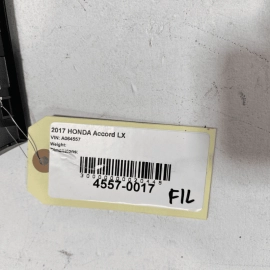 2017 HONDA Accord LX
VIN: A064557
Weight:
4557-0017
FIL